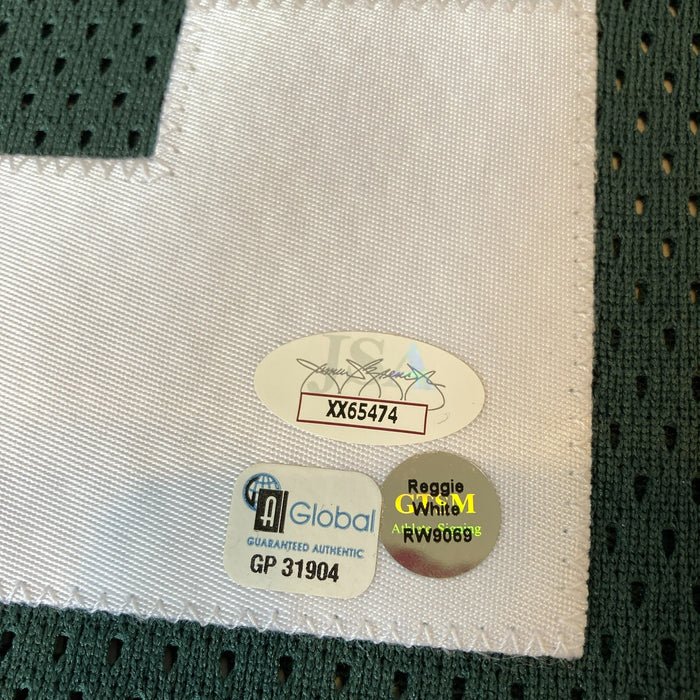 JSA
XX65474
A Global
GUARANTEED AUTHENTIC
GP 31904
Reggie
GTSM
White
Athlete Signing
RW9069